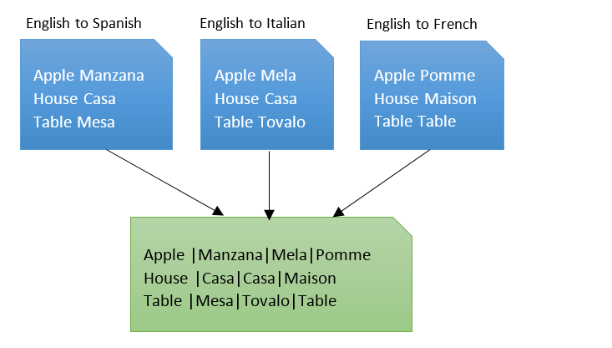 English to Spanish
Apple Manzana
House Casa
Table Mesa
English to Italian
Apple Mela
House Casa
Table Tovalo
English to French
Apple Pomme
House Maison
Table Table
Apple |Manzana|Mela|Pomme
House |Casa|Casa|Maison
Table |Mesa|Tovalo|Table